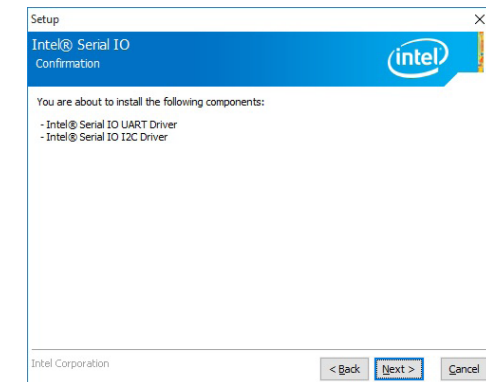 Setup
Intel® Serial IO
Confirmation
intel
You are about to install the following components:
- Intel® Serial IO UART Driver
- Intel® Serial IO I2C Driver
Intel Corporation
< Back Next > Cancel